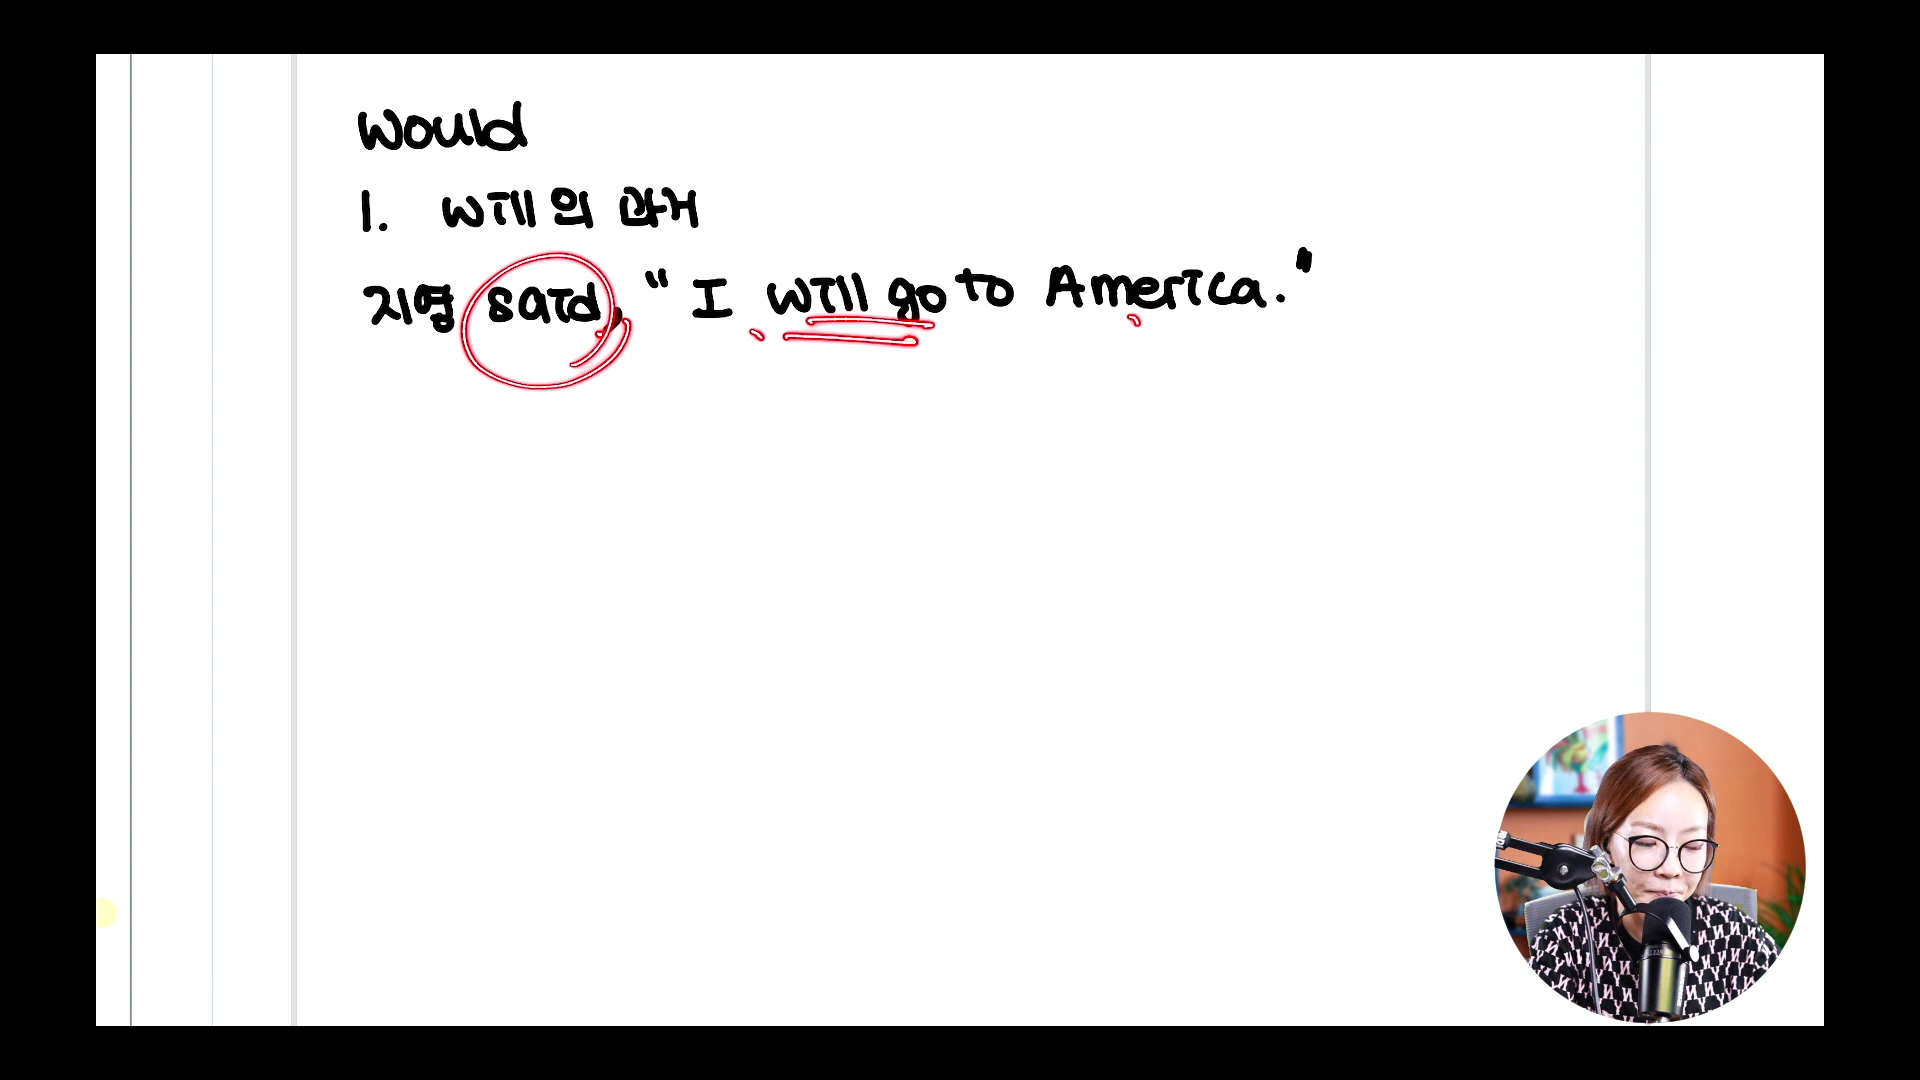 Would
1. will의 과거
지영 said, "I will go to America."